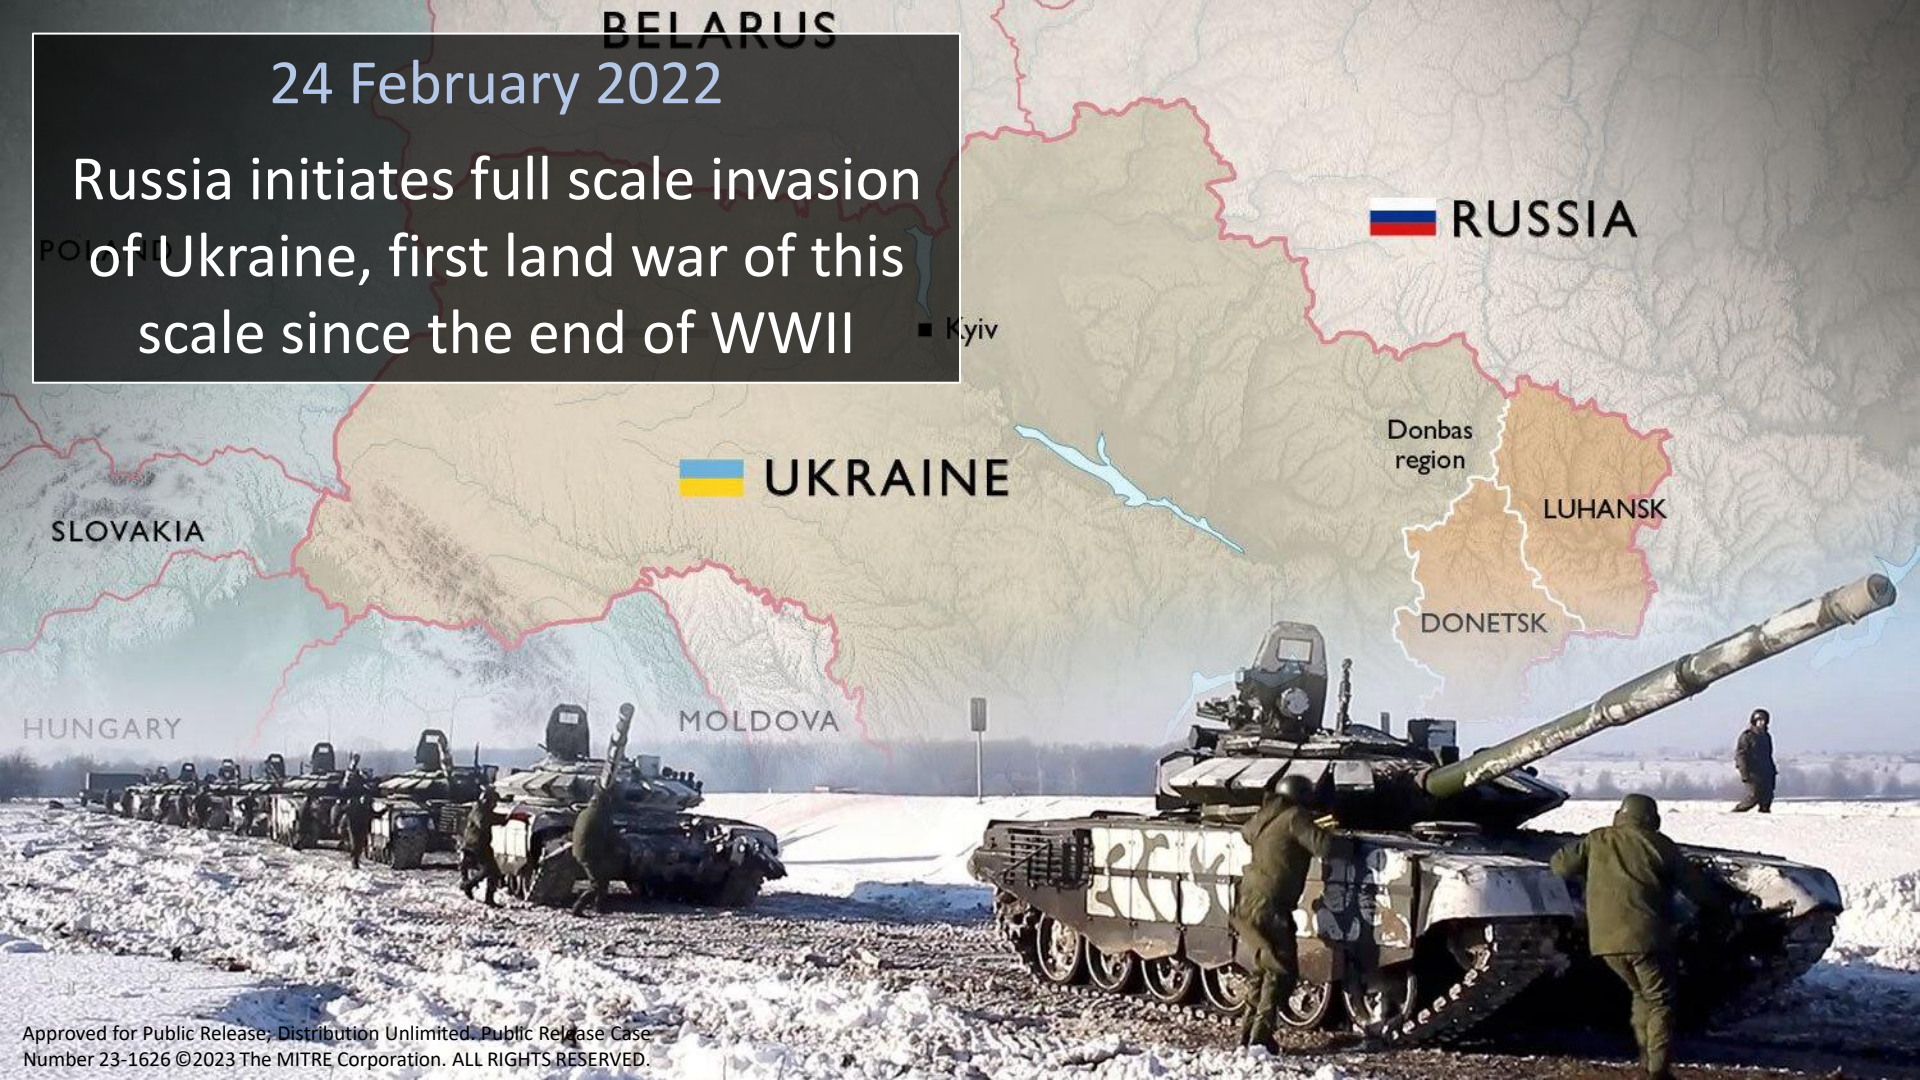 BELARUS
24 February 2022
Russia initiates full scale invasion
of Ukraine, first land war of this
scale since the end of WWII
POLAND
Kyiv
RUSSIA
Donbas
region
LUHANSK
UKRAINE
SLOVAKIA
DONETSK
HUNGARY
MOLDOVA
Approved for Public Release; Distribution Unlimited. Public Release Case
Number 23-1626 ©2023 The MITRE Corporation. ALL RIGHTS RESERVED.